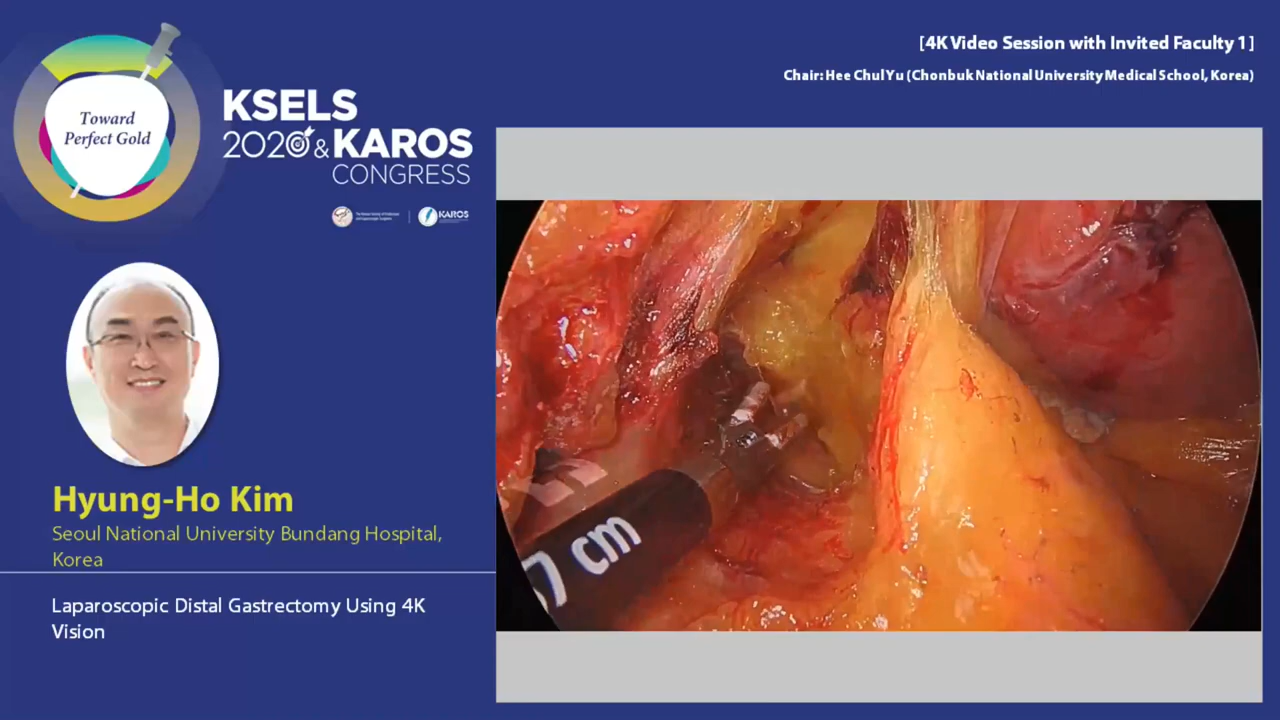 [4K Video Session with Invited Faculty 1]
Chair: Hee Chul Yu (Chonbuk National University Medical School, Korea)
Toward
Perfect Gold
KSELS
2020 & KAROS
CONGRESS
KAROS
7 cm
Hyung-Ho Kim
Seoul National University Bundang Hospital,
Korea
Laparoscopic Distal Gastrectomy Using 4K
Vision